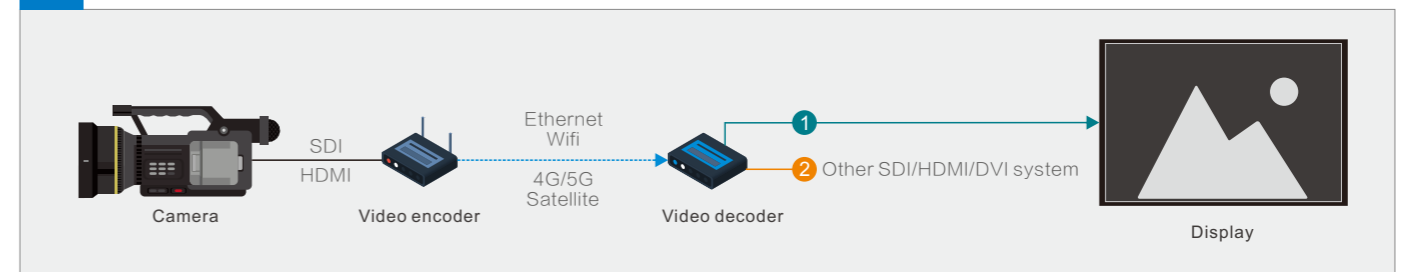 SDI
HDMI
Ethernet
Wifi
4G/5G
Satellite
1
2 Other SDI/HDMI/DVI system
Camera
Video encoder
Video decoder
Display